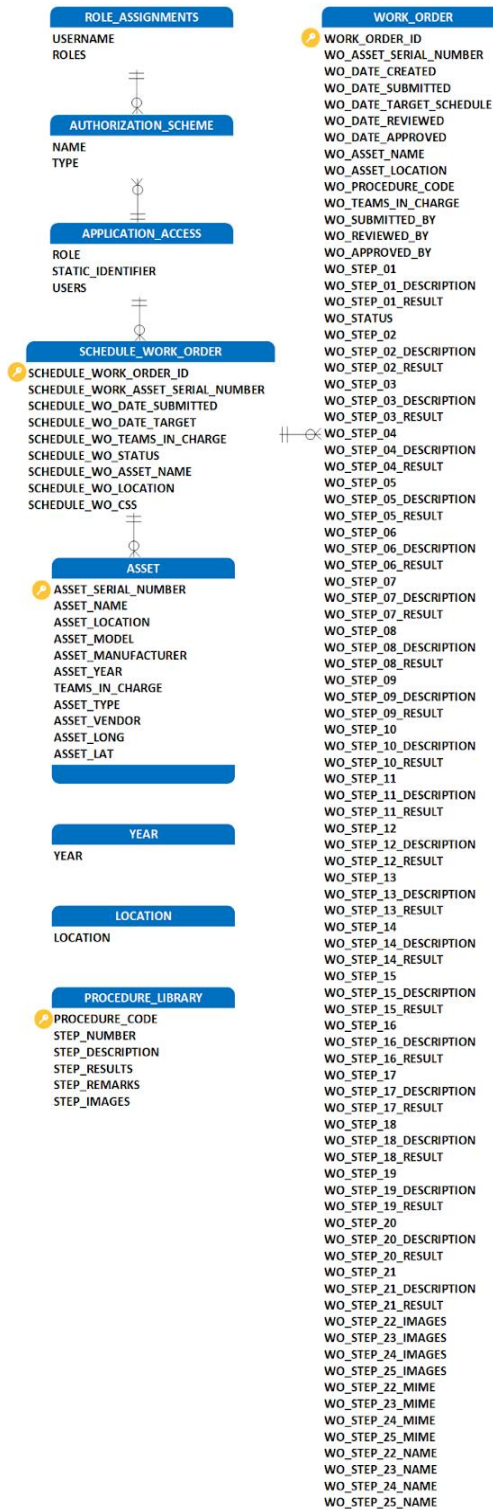 ROLE_ASSIGNMENTS
USERNAME
ROLES
AUTHORIZATION_SCHEME
NAME
TYPE
APPLICATION_ACCESS
ROLE
STATIC_IDENTIFIER
USERS
SCHEDULE_WORK_ORDER
SCHEDULE_WORK_ORDER_ID
SCHEDULE_WORK_ASSET_SERIAL_NUMBER
SCHEDULE_WO_DATE_SUBMITTED
SCHEDULE_WO_DATE_TARGET
SCHEDULE_WO_TEAMS_IN_CHARGE
SCHEDULE_WO_STATUS
SCHEDULE_WO_ASSET_NAME
SCHEDULE_WO_LOCATION
SCHEDULE_WO_CSS
ASSET
ASSET_SERIAL_NUMBER
ASSET_NAME
ASSET_LOCATION
ASSET_MODEL
ASSET_MANUFACTURER
ASSET_YEAR
TEAMS_IN_CHARGE
ASSET_TYPE
ASSET_VENDOR
ASSET_LONG
ASSET_LAT
YEAR
YEAR
LOCATION
LOCATION
PROCEDURE_LIBRARY
PROCEDURE_CODE
STEP_NUMBER
STEP_DESCRIPTION
STEP_RESULTS
STEP_REMARKS
STEP_IMAGES
WORK_ORDER
WORK_ORDER_ID
WO_ASSET_SERIAL_NUMBER
WO_DATE_CREATED
WO_DATE_SUBMITTED
WO_DATE_TARGET_SCHEDULE
WO_DATE_REVIEWED
WO_DATE_APPROVED
WO_ASSET_NAME
WO_ASSET_LOCATION
WO_PROCEDURE_CODE
WO_TEAMS_IN_CHARGE
WO_SUBMITTED_BY
WO_REVIEWED_BY
WO_APPROVED_BY
WO_STEP_01
WO_STEP_01_DESCRIPTION
WO_STEP_01_RESULT
WO_STATUS
WO_STEP_02
WO_STEP_02_DESCRIPTION
WO_STEP_02_RESULT
WO_STEP_03
WO_STEP_03_DESCRIPTION
WO_STEP_03_RESULT
WO_STEP_04
WO_STEP_04_DESCRIPTION
WO_STEP_04_RESULT
WO_STEP_05
WO_STEP_05_DESCRIPTION
WO_STEP_05_RESULT
WO_STEP_06
WO_STEP_06_DESCRIPTION
WO_STEP_06_RESULT
WO_STEP_07
WO_STEP_07_DESCRIPTION
WO_STEP_07_RESULT
WO_STEP_08
WO_STEP_08_DESCRIPTION
WO_STEP_08_RESULT
WO_STEP_09
WO_STEP_09_DESCRIPTION
WO_STEP_09_RESULT
WO_STEP_10
WO_STEP_10_DESCRIPTION
WO_STEP_10_RESULT
WO_STEP_11
WO_STEP_11_DESCRIPTION
WO_STEP_11_RESULT
WO_STEP_12
WO_STEP_12_DESCRIPTION
WO_STEP_12_RESULT
WO_STEP_13
WO_STEP_13_DESCRIPTION
WO_STEP_13_RESULT
WO_STEP_14
WO_STEP_14_DESCRIPTION
WO_STEP_14_RESULT
WO_STEP_15
WO_STEP_15_DESCRIPTION
WO_STEP_15_RESULT
WO_STEP_16
WO_STEP_16_DESCRIPTION
WO_STEP_16_RESULT
WO_STEP_17
WO_STEP_17_DESCRIPTION
WO_STEP_17_RESULT
WO_STEP_18
WO_STEP_18_DESCRIPTION
WO_STEP_18_RESULT
WO_STEP_19
WO_STEP_19_DESCRIPTION
WO_STEP_19_RESULT
WO_STEP_20
WO_STEP_20_DESCRIPTION
WO_STEP_20_RESULT
WO_STEP_21
WO_STEP_21_DESCRIPTION
WO_STEP_21_RESULT
WO_STEP_22_IMAGES
WO_STEP_23_IMAGES
WO_STEP_24_IMAGES
WO_STEP_25_IMAGES
WO_STEP_22_MIME
WO_STEP_23_MIME
WO_STEP_24_MIME
WO_STEP_25_MIME
WO_STEP_22_NAME
WO_STEP_23_NAME
WO_STEP_24_NAME
WO_STEP_25_NAME